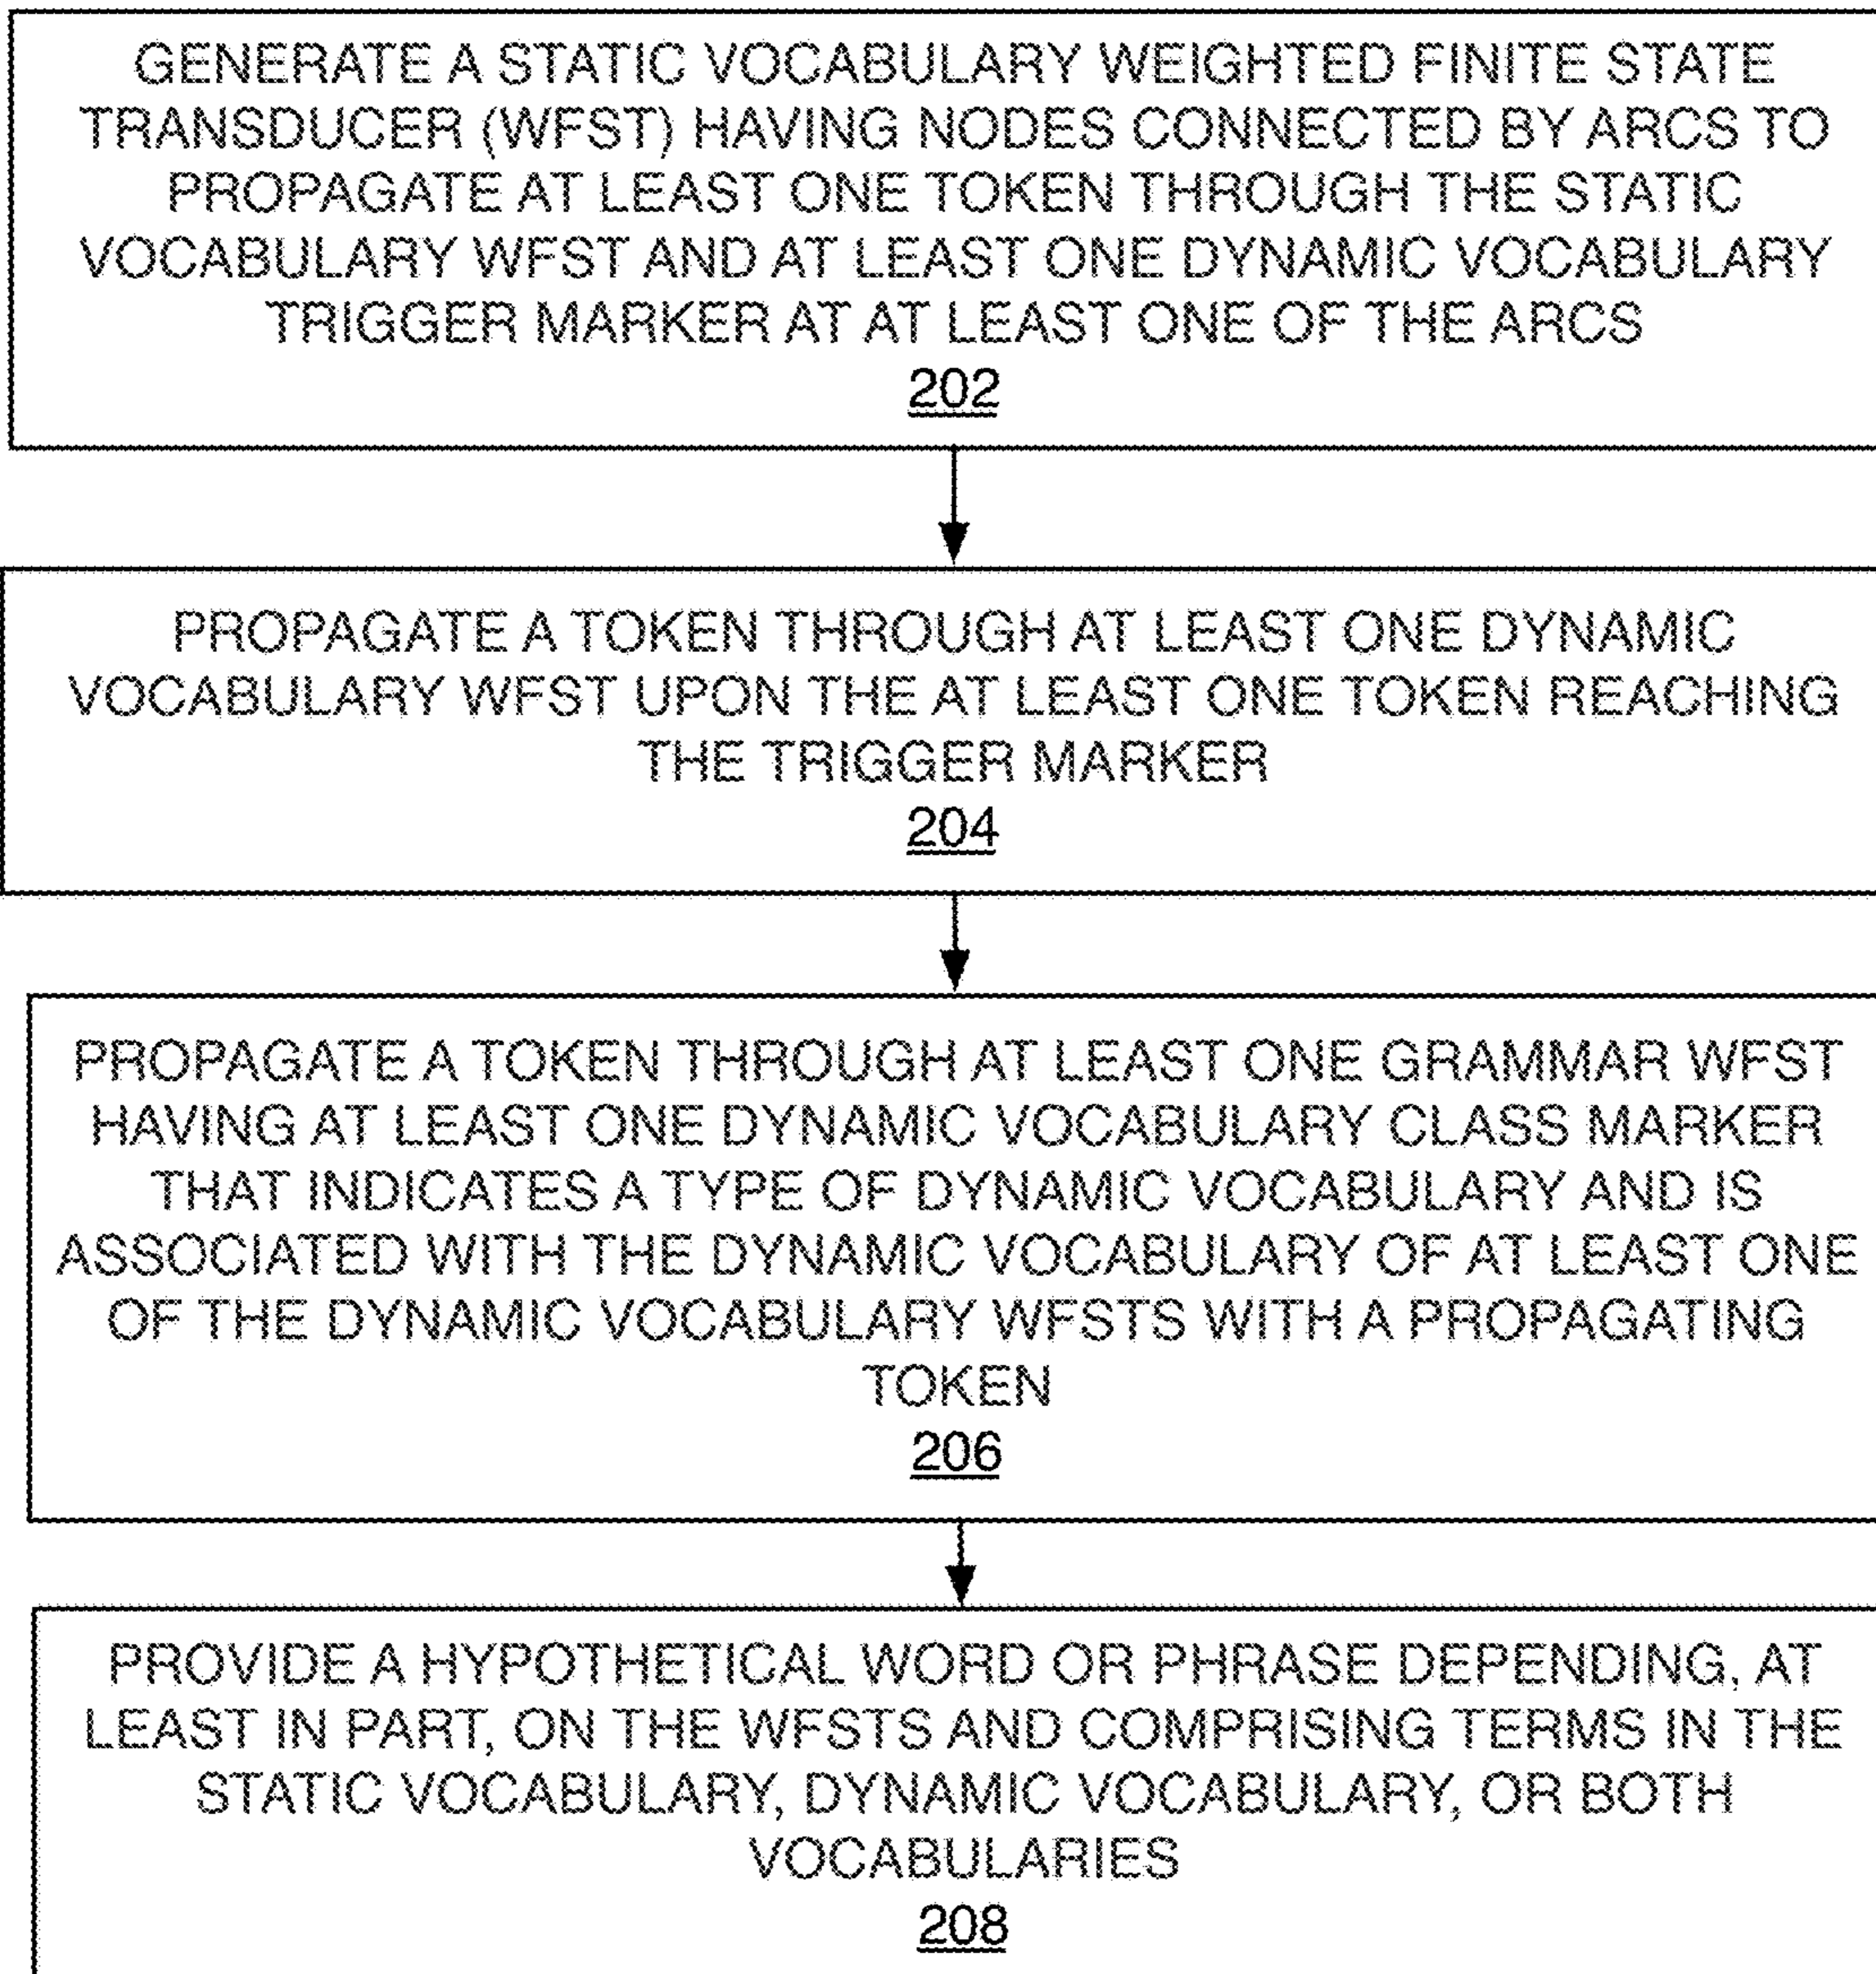 GENERATE A STATIC VOCABULARY WEIGHTED FINITE STATE
TRANSDUCER (WFST) HAVING NODES CONNECTED BY ARCS TO
PROPAGATE AT LEAST ONE TOKEN THROUGH THE STATIC
VOCABULARY WFST AND AT LEAST ONE DYNAMIC VOCABULARY
TRIGGER MARKER AT AT LEAST ONE OF THE ARCS
202
PROPAGATE A TOKEN THROUGH AT LEAST ONE DYNAMIC
VOCABULARY WFST UPON THE AT LEAST ONE TOKEN REACHING
THE TRIGGER MARKER
204
PROPAGATE A TOKEN THROUGH AT LEAST ONE GRAMMAR WFST
HAVING AT LEAST ONE DYNAMIC VOCABULARY CLASS MARKER
THAT INDICATES A TYPE OF DYNAMIC VOCABULARY AND IS
ASSOCIATED WITH THE DYNAMIC VOCABULARY OF AT LEAST ONE
OF THE DYNAMIC VOCABULARY WFSTS WITH A PROPAGATING
TOKEN
206
PROVIDE A HYPOTHETICAL WORD OR PHRASE DEPENDING, AT
LEAST IN PART, ON THE WFSTS AND COMPRISING TERMS IN THE
STATIC VOCABULARY, DYNAMIC VOCABULARY, OR BOTH
VOCABULARIES
208